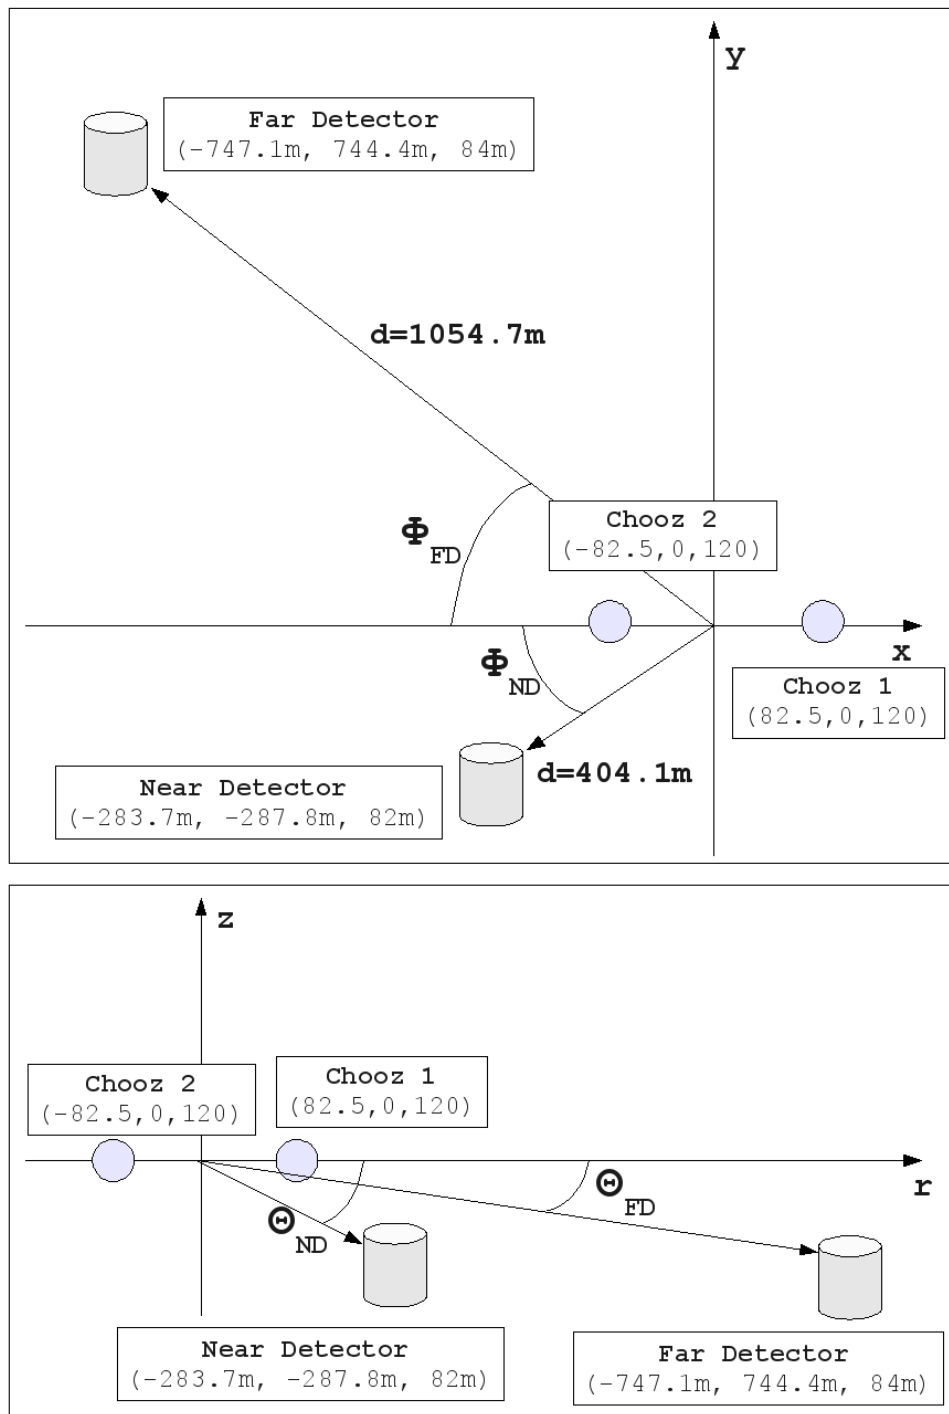 y
Far Detector
(-747.1m, 744.4m, 84m)
d=1054.7m
Chooz 2
(-82.5,0,120)
Φ FD
x
Φ ND
Chooz 1
(82.5,0,120)
d=404.1m
Near Detector
(-283.7m, -287.8m, 82m)
z
Chooz 2
(-82.5,0,120)
Chooz 1
(82.5,0,120)
r
Θ FD
Θ ND
Near Detector
(-283.7m, -287.8m, 82m)
Far Detector
(-747.1m, 744.4m, 84m)